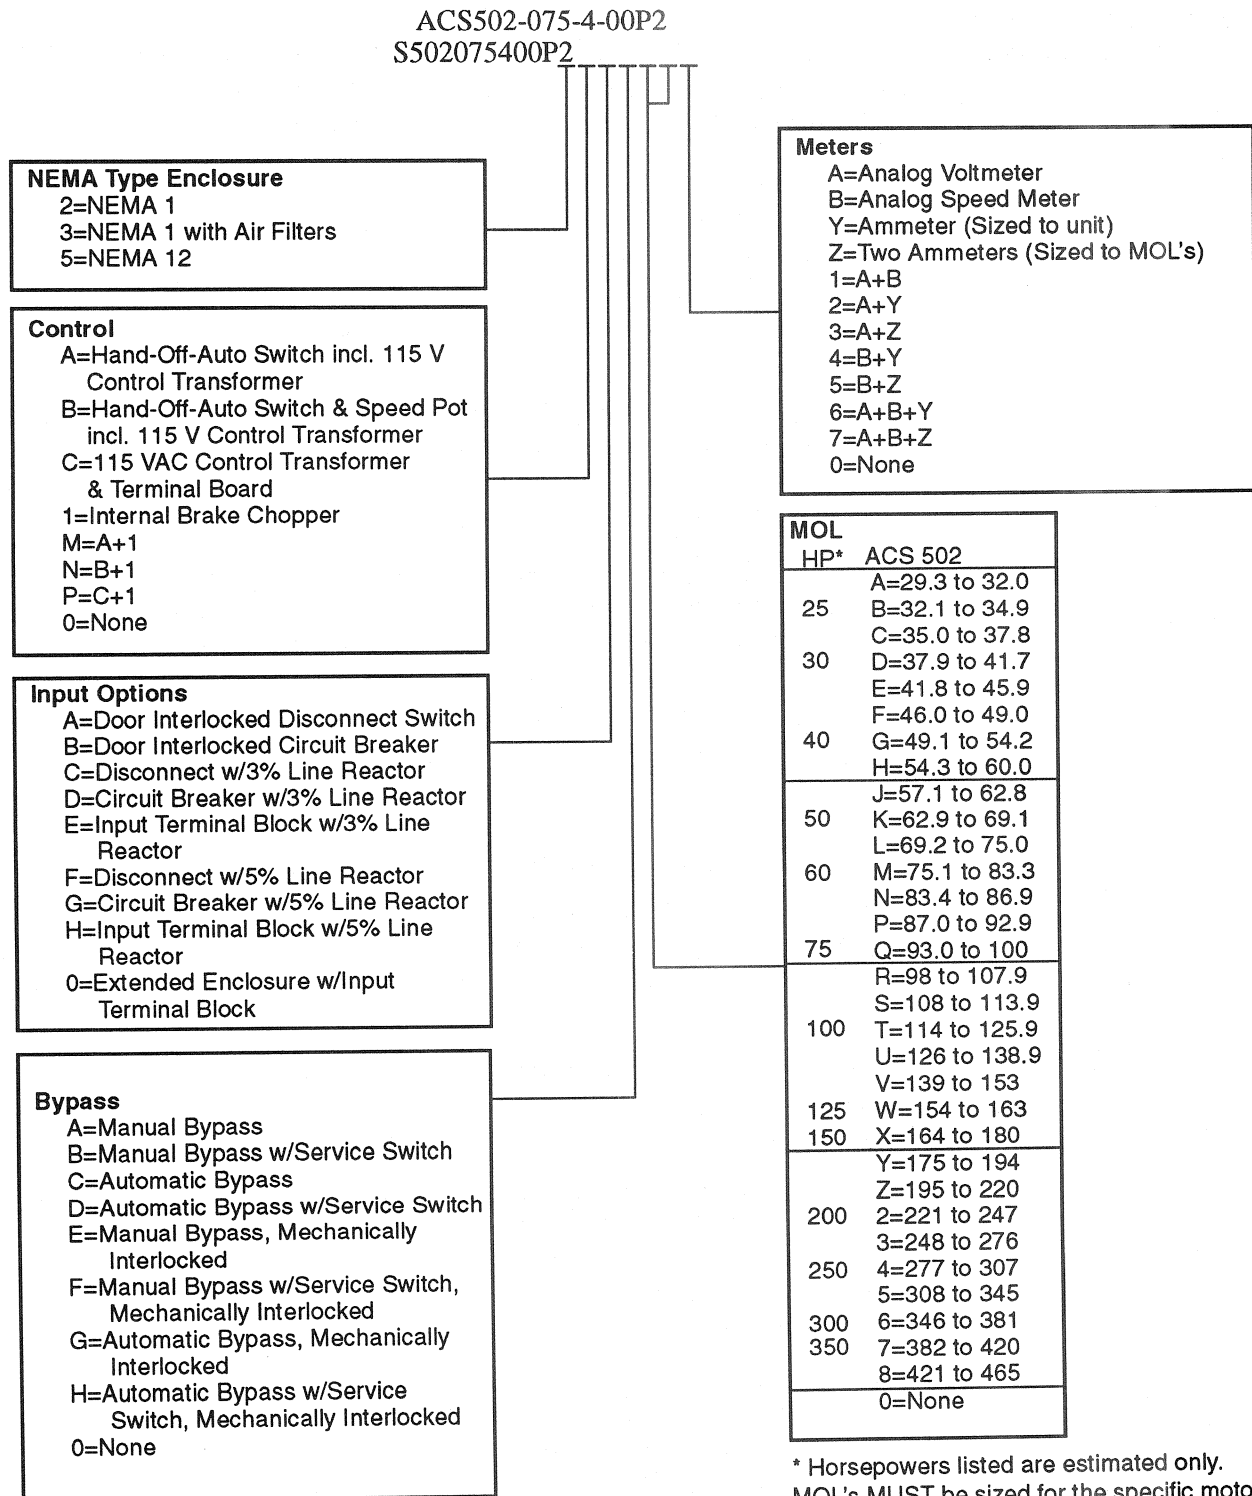 ACS502-075-4-00P2
S502075400P2
NEMA Type Enclosure
2=NEMA 1
3=NEMA 1 with Air Filters
5=NEMA 12
Control
A=Hand-Off-Auto Switch incl. 115 V
Control Transformer
B=Hand-Off-Auto Switch & Speed Pot
incl. 115 V Control Transformer
C=115 VAC Control Transformer
& Terminal Board
1=Internal Brake Chopper
M=A+1
N=B+1
P=C+1
0=None
Input Options
A=Door Interlocked Disconnect Switch
B=Door Interlocked Circuit Breaker
C=Disconnect w/3% Line Reactor
D=Circuit Breaker w/3% Line Reactor
E=Input Terminal Block w/3% Line
Reactor
F=Disconnect w/5% Line Reactor
G=Circuit Breaker w/5% Line Reactor
H=Input Terminal Block w/5% Line
Reactor
0=Extended Enclosure w/Input
Terminal Block
Bypass
A=Manual Bypass
B=Manual Bypass w/Service Switch
C=Automatic Bypass
D=Automatic Bypass w/Service Switch
E=Manual Bypass, Mechanically
Interlocked
F=Manual Bypass w/Service Switch,
Mechanically Interlocked
G=Automatic Bypass, Mechanically
Interlocked
H=Automatic Bypass w/Service
Switch, Mechanically Interlocked
0=None
Meters
A=Analog Voltmeter
B=Analog Speed Meter
Y=Ammeter (Sized to unit)
Z=Two Ammeters (Sized to MOL's)
1=A+B
2=A+Y
3=A+Z
4=B+Y
5=B+Z
6=A+B+Y
7=A+B+Z
0=None
MOL
HP* ACS 502
A=29.3 to 32.0
25 B=32.1 to 34.9
C=35.0 to 37.8
30 D=37.9 to 41.7
E=41.8 to 45.9
F=46.0 to 49.0
40 G=49.1 to 54.2
H=54.3 to 60.0
J=57.1 to 62.8
50 K=62.9 to 69.1
L=69.2 to 75.0
60 M=75.1 to 83.3
N=83.4 to 86.9
P=87.0 to 92.9
75 Q=93.0 to 100
R=98 to 107.9
S=108 to 113.9
100 T=114 to 125.9
U=126 to 138.9
V=139 to 153
125 W=154 to 163
150 X=164 to 180
Y=175 to 194
Z=195 to 220
200 2=221 to 247
3=248 to 276
250 4=277 to 307
5=308 to 345
300 6=346 to 381
350 7=382 to 420
8=421 to 465
0=None
* Horsepowers listed are estimated only.
MOL's MUST be sized for the specific moto